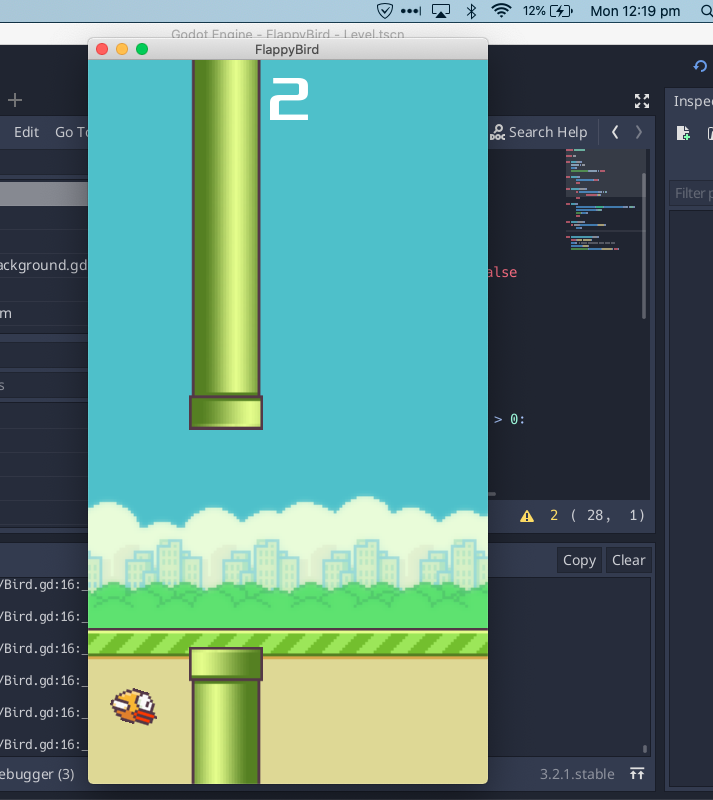 12% Mon 12:19 pm
Godot Engine - FlappyBird - Level.tscn
FlappyBird
2
Edit Go To
Search Help
Inspec
Filter p
ackground.gd
alse
m
s
> 0:
2 ( 28, 1)
Copy Clear
/Bird.gd:16:_
/Bird.gd:16:_
/Bird.gd:16:_
/Bird.gd:16:_
/Bird.gd:16:_
/Bird.gd:16:_
ebugger (3)
3.2.1.stable